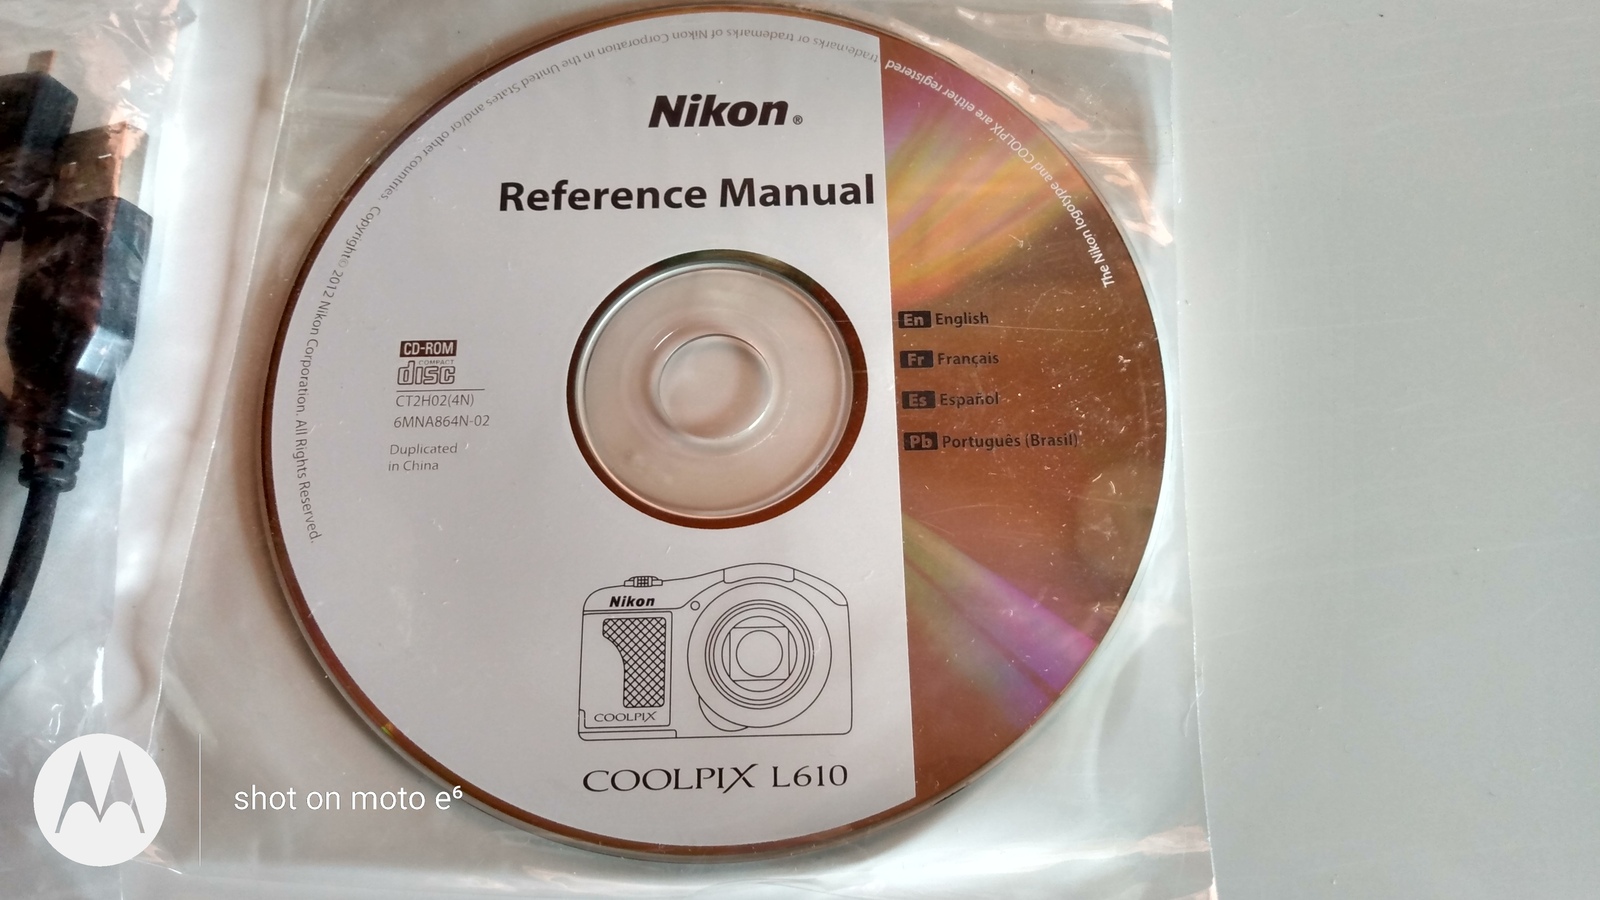 The Nikon logotype and COOLPIX are either registered trademarks or trademarks of Nikon Corporation in the United States and/or other countries. Copyright© 2012 Nikon Corporation. All Rights Reserved.
Nikon®
Reference Manual
En English
Fr Français
Es Español
Pb Português (Brasil)
CD-ROM
COMPACT
disc
CT2H02(4N)
6MNA864N-02
Duplicated
in China
Nikon
COOLPIX
COOLPIX L610
shot on moto e⁶